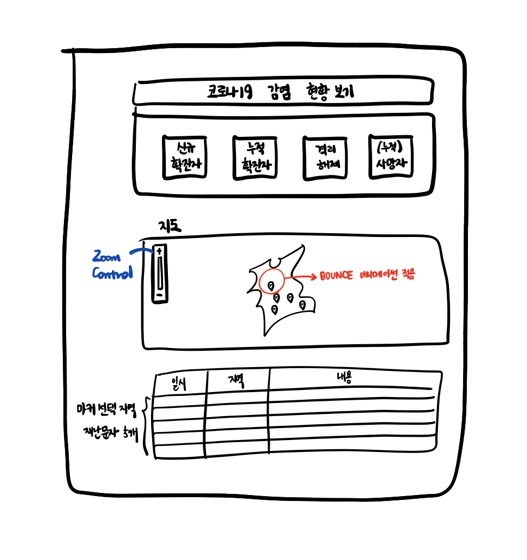 코로나19 감염 현황 보기
신규
확진자
누적
확진자
격리
해제
(누적)
사망자
지도
Zoom
Control
+
-
BOUNCE 애니메이션 적용
일시 지역 내용
마커 선택 지역
재난문자 5개